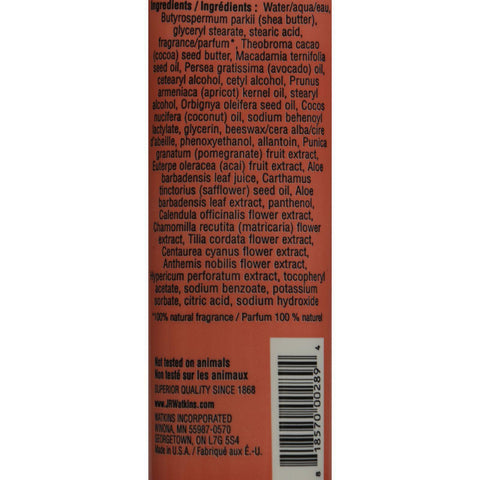 Ingredients / Ingrédients : Water/aqua/eau,
Butyrospermum parkii (shea butter),
glyceryl stearate, stearic acid,
fragrance/parfum*, Theobroma cacao
(cocoa) seed butter, Macadamia ternifolia
seed oil, Persea gratissima (avocado) oil,
cetearyl alcohol, cetyl alcohol, Prunus
armeniaca (apricot) kernel oil, stearyl
alcohol, Orbignya oleifera seed oil, Cocos
nucifera (coconut) oil, sodium behenoyl
lactylate, glycerin, beeswax/cera alba/cire
d'abeille, phenoxyethanol, allantoin, Punica
granatum (pomegranate) fruit extract,
Euterpe oleracea (acai) fruit extract, Aloe
barbadensis leaf juice, Carthamus
tinctorius (safflower) seed oil, Aloe
barbadensis leaf extract, panthenol,
Calendula officinalis flower extract,
Chamomilla recutita (matricaria) flower
extract, Tilia cordata flower extract,
Centaurea cyanus flower extract,
Anthemis nobilis flower extract,
Hypericum perforatum extract, tocopheryl
acetate, sodium benzoate, potassium
sorbate, citric acid, sodium hydroxide
*100% natural fragrance / Parfum 100 % naturel
Not tested on animals
Non testé sur les animaux
SUPERIOR QUALITY SINCE 1868
www.JRWatkins.com
WATKINS INCORPORATED
WINONA, MN 55987-0570
GEORGETOWN, ON L7G 5S4
Made in U.S.A. / Fabriqué aux É.-U.
8 18570 00289 4